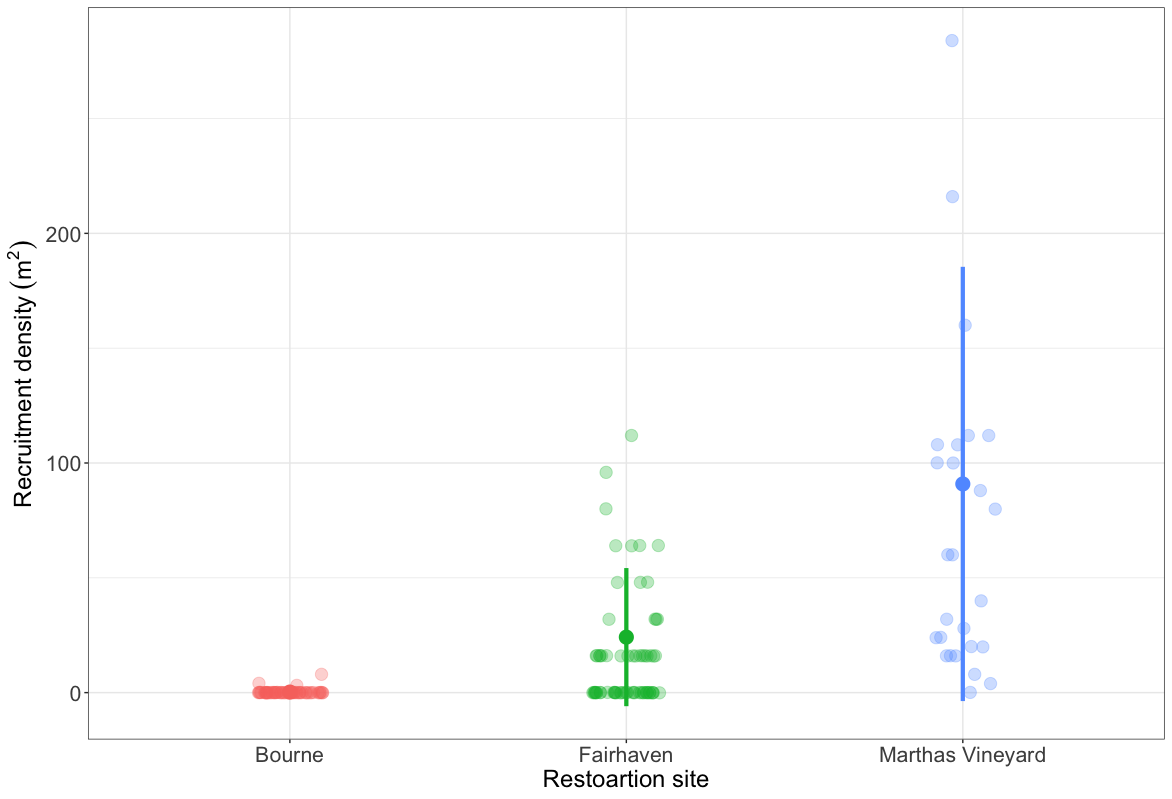 Recruitment density (m²)
200
100
0
Bourne Fairhaven Marthas Vineyard
Restoartion site